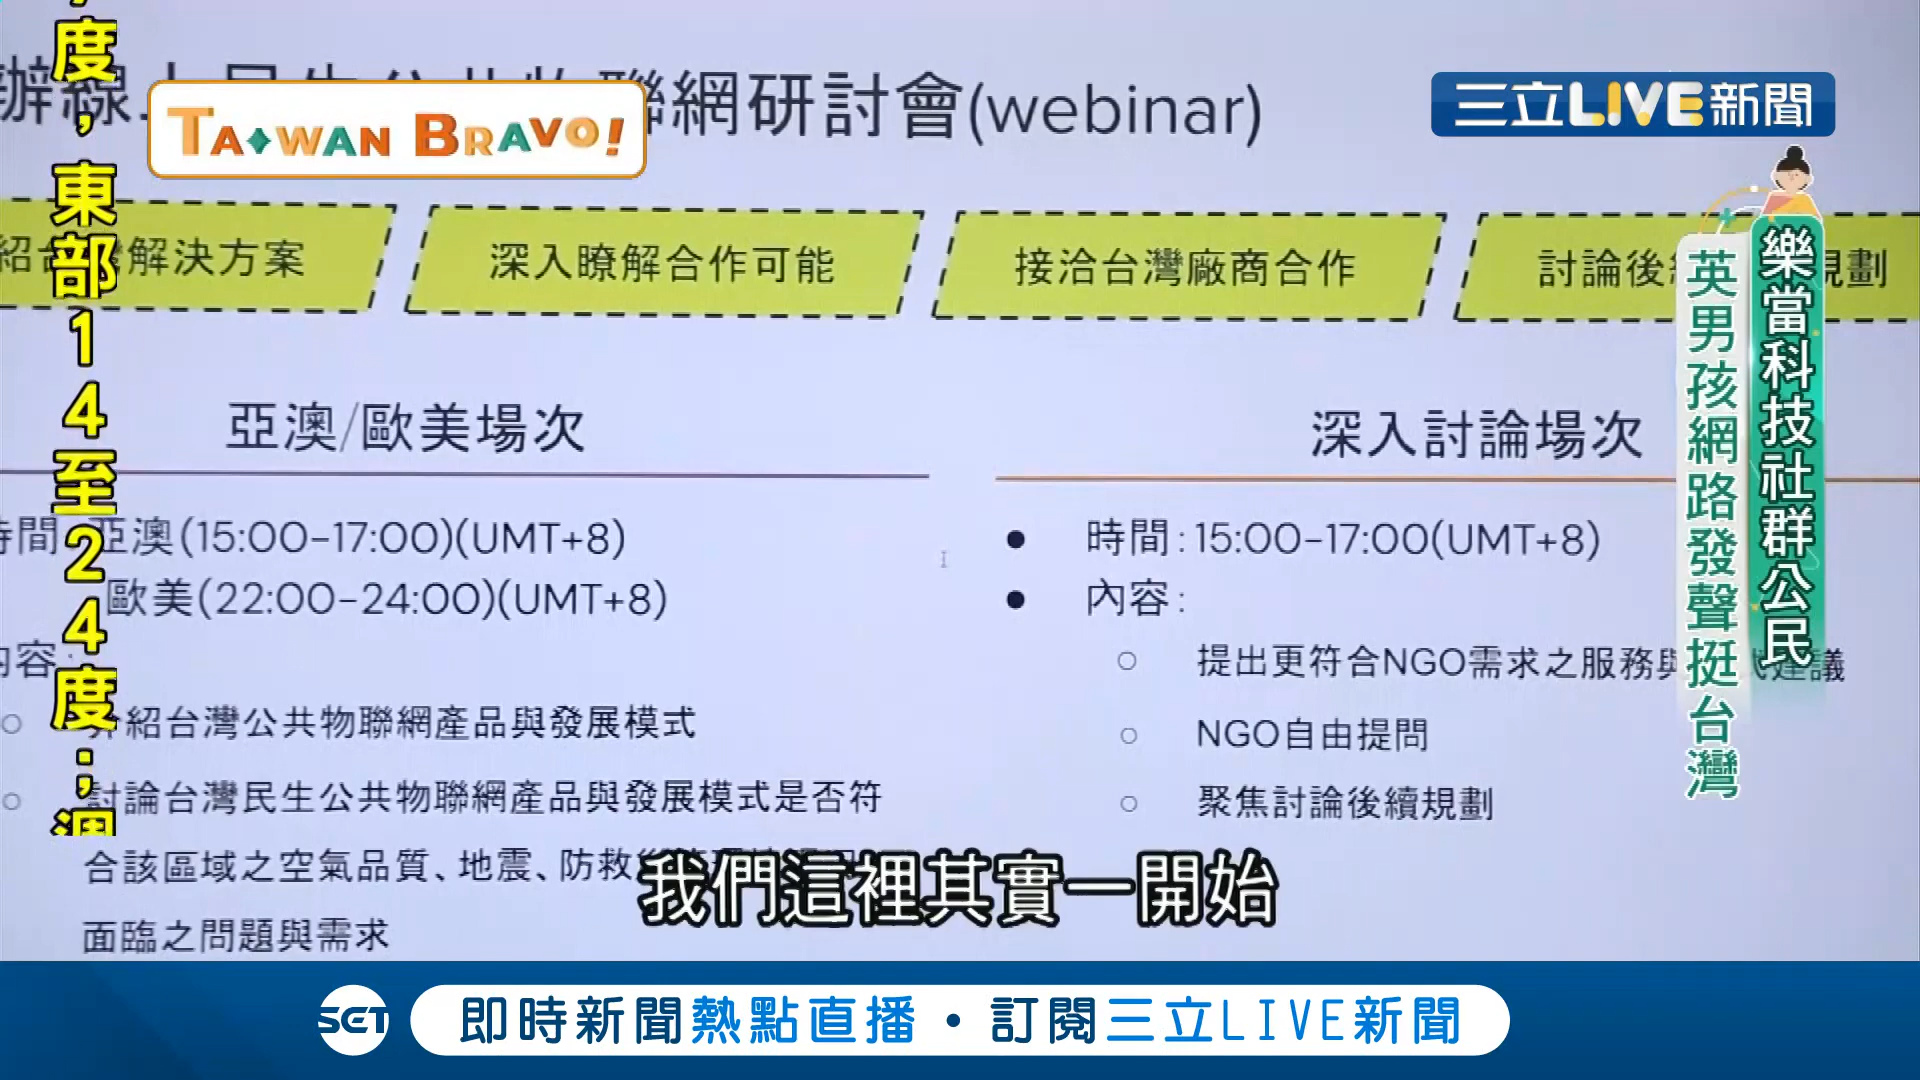 度，東部14至24度；
TAIWAN BRAVO!
三立LIVE新聞
樂當科技社群公民
英男孩網路發聲挺台灣
聯網研討會(webinar)
解決方案
深入瞭解合作可能
接洽台灣廠商合作
討論後 規劃
亞澳/歐美場次
亞澳(15:00-17:00)(UMT+8)
歐美(22:00-24:00)(UMT+8)
內容:
介紹台灣公共物聯網產品與發展模式
討論台灣民生公共物聯網產品與發展模式是否符
合該區域之空氣品質、地震、防救
面臨之問題與需求
深入討論場次
時間:15:00-17:00(UMT+8)
內容:
提出更符合NGO需求之服務與 建議
NGO自由提問
聚焦討論後續規劃
我們這裡其實一開始
SET
即時新聞熱點直播・訂閱三立LIVE新聞